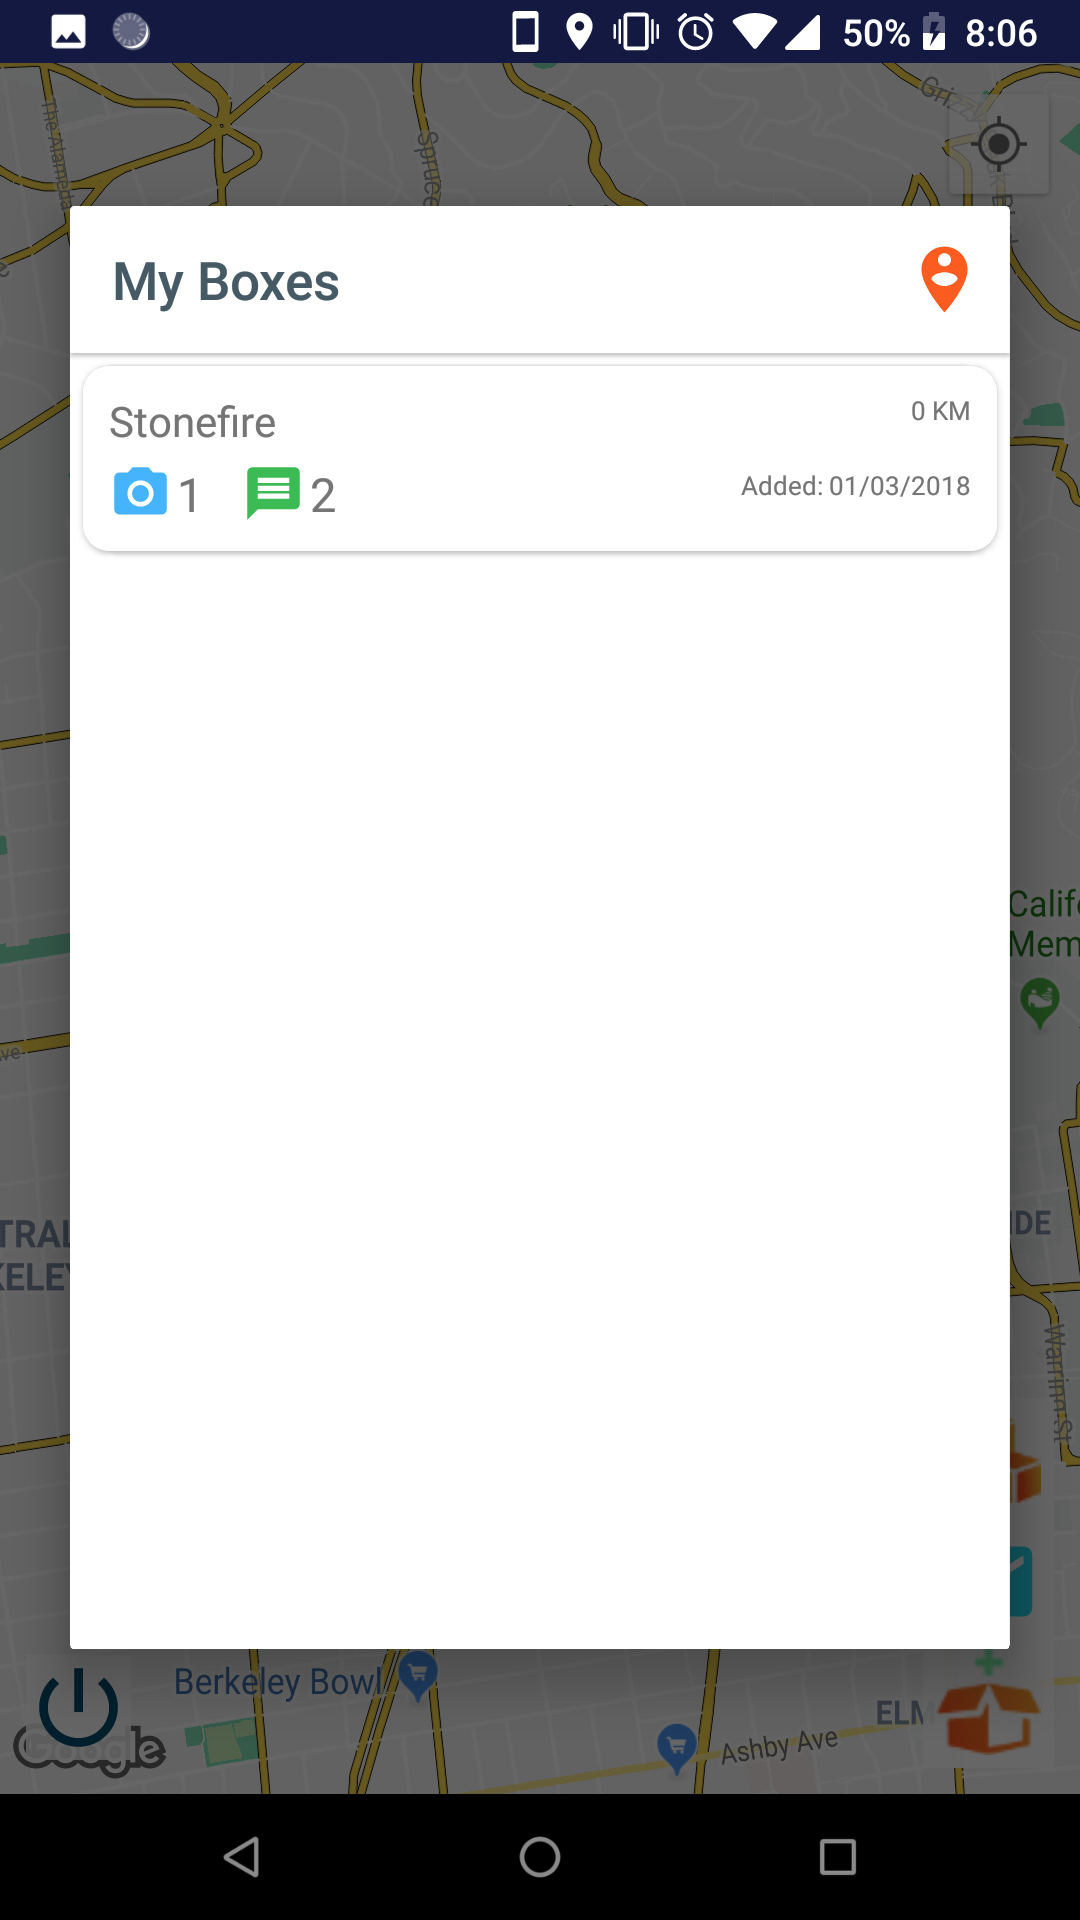 50% 8:06
The Alameda
Spruce
Griz
My Boxes
Stonefire
0 KM
1
2
Added: 01/03/2018
Calif
Mem
ve
TRAL
KELEY
IDE
Warring St
Berkeley Bowl
ELM
Ashby Ave
Google